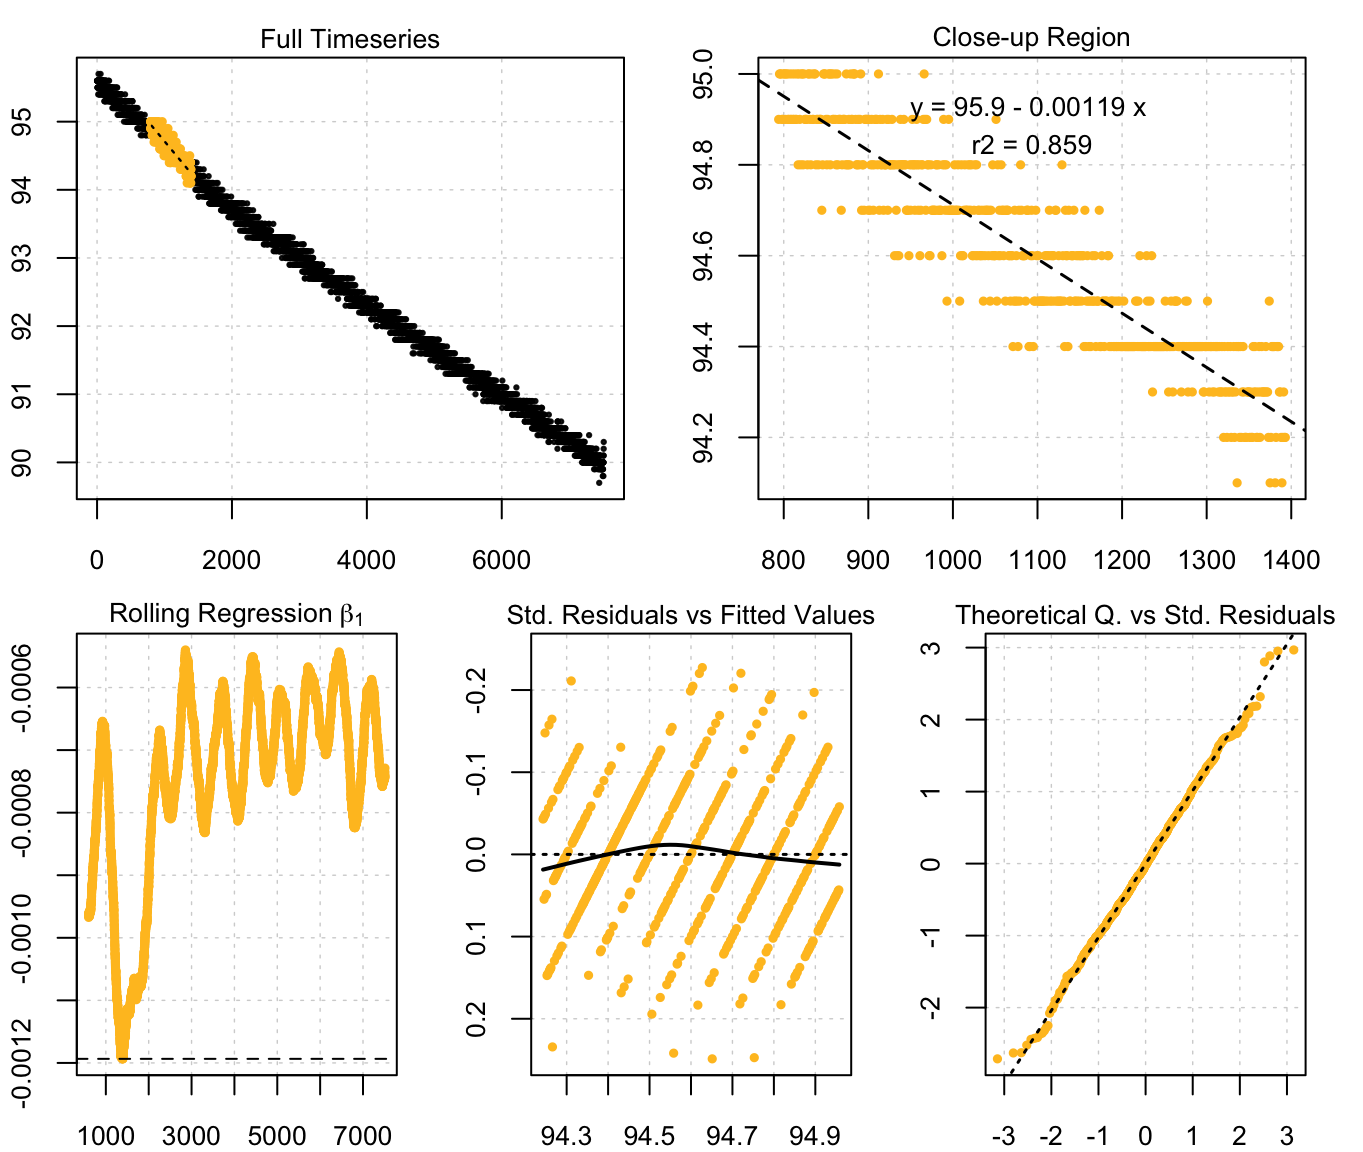 Full Timeseries
95
94
93
92
91
90
0 2000 4000 6000
Close-up Region
y = 95.9 - 0.00119 x
r2 = 0.859
95.0
94.8
94.6
94.4
94.2
800 900 1000 1100 1200 1300 1400
Rolling Regression β1
-0.0006
-0.0008
-0.0010
-0.0012
1000 3000 5000 7000
Std. Residuals vs Fitted Values
-0.2
-0.1
0.0
0.1
0.2
94.3 94.5 94.7 94.9
Theoretical Q. vs Std. Residuals
3
2
1
0
-1
-2
-3 -2 -1 0 1 2 3